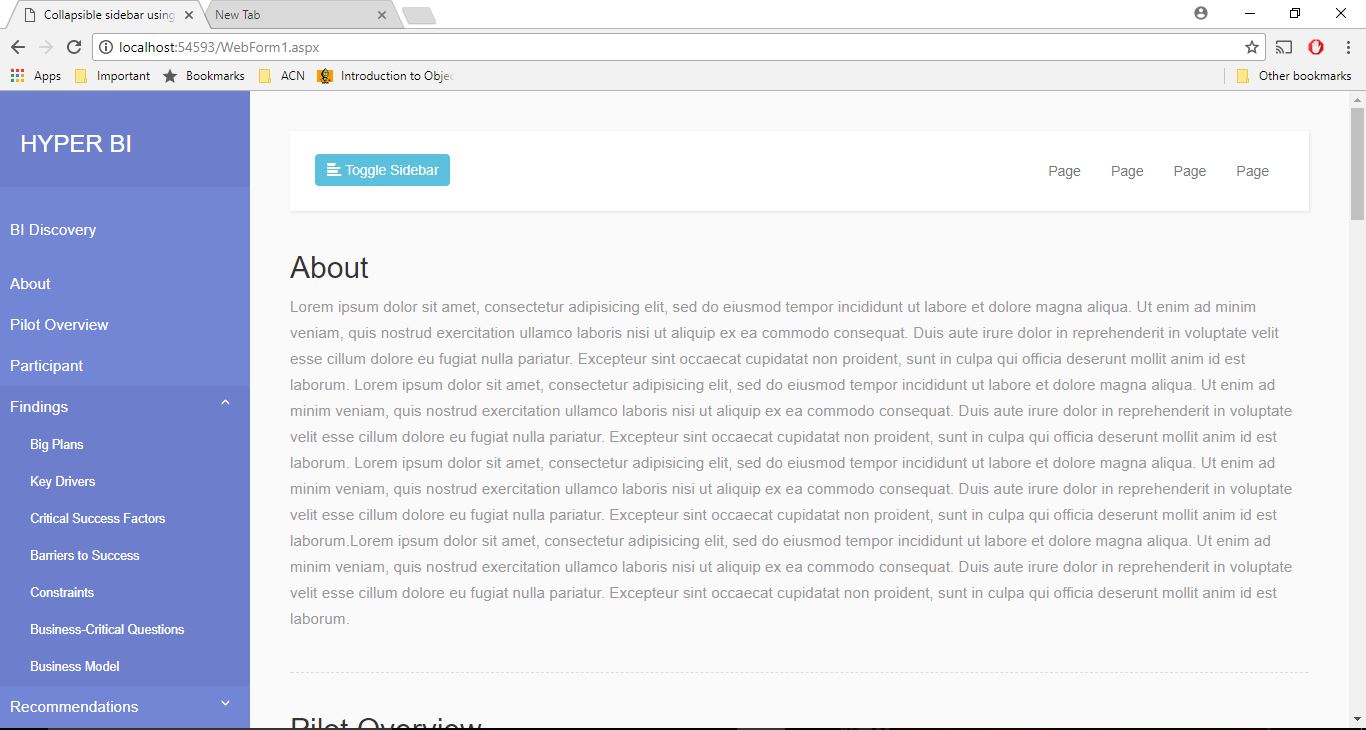 Collapsible sidebar using
New Tab
localhost:54593/WebForm1.aspx
Apps Important Bookmarks ACN Introduction to Objec Other bookmarks
HYPER BI
BI Discovery
About
Pilot Overview
Participant
Findings
Big Plans
Key Drivers
Critical Success Factors
Barriers to Success
Constraints
Business-Critical Questions
Business Model
Recommendations
Toggle Sidebar
Page Page Page Page
About
Lorem ipsum dolor sit amet, consectetur adipisicing elit, sed do eiusmod tempor incididunt ut labore et dolore magna aliqua. Ut enim ad minim
veniam, quis nostrud exercitation ullamco laboris nisi ut aliquip ex ea commodo consequat. Duis aute irure dolor in reprehenderit in voluptate velit
esse cillum dolore eu fugiat nulla pariatur. Excepteur sint occaecat cupidatat non proident, sunt in culpa qui officia deserunt mollit anim id est
laborum. Lorem ipsum dolor sit amet, consectetur adipisicing elit, sed do eiusmod tempor incididunt ut labore et dolore magna aliqua. Ut enim ad
minim veniam, quis nostrud exercitation ullamco laboris nisi ut aliquip ex ea commodo consequat. Duis aute irure dolor in reprehenderit in voluptate
velit esse cillum dolore eu fugiat nulla pariatur. Excepteur sint occaecat cupidatat non proident, sunt in culpa qui officia deserunt mollit anim id est
laborum. Lorem ipsum dolor sit amet, consectetur adipisicing elit, sed do eiusmod tempor incididunt ut labore et dolore magna aliqua. Ut enim ad
minim veniam, quis nostrud exercitation ullamco laboris nisi ut aliquip ex ea commodo consequat. Duis aute irure dolor in reprehenderit in voluptate
velit esse cillum dolore eu fugiat nulla pariatur. Excepteur sint occaecat cupidatat non proident, sunt in culpa qui officia deserunt mollit anim id est
laborum.Lorem ipsum dolor sit amet, consectetur adipisicing elit, sed do eiusmod tempor incididunt ut labore et dolore magna aliqua. Ut enim ad
minim veniam, quis nostrud exercitation ullamco laboris nisi ut aliquip ex ea commodo consequat. Duis aute irure dolor in reprehenderit in voluptate
velit esse cillum dolore eu fugiat nulla pariatur. Excepteur sint occaecat cupidatat non proident, sunt in culpa qui officia deserunt mollit anim id est
laborum.
Pilot Overview